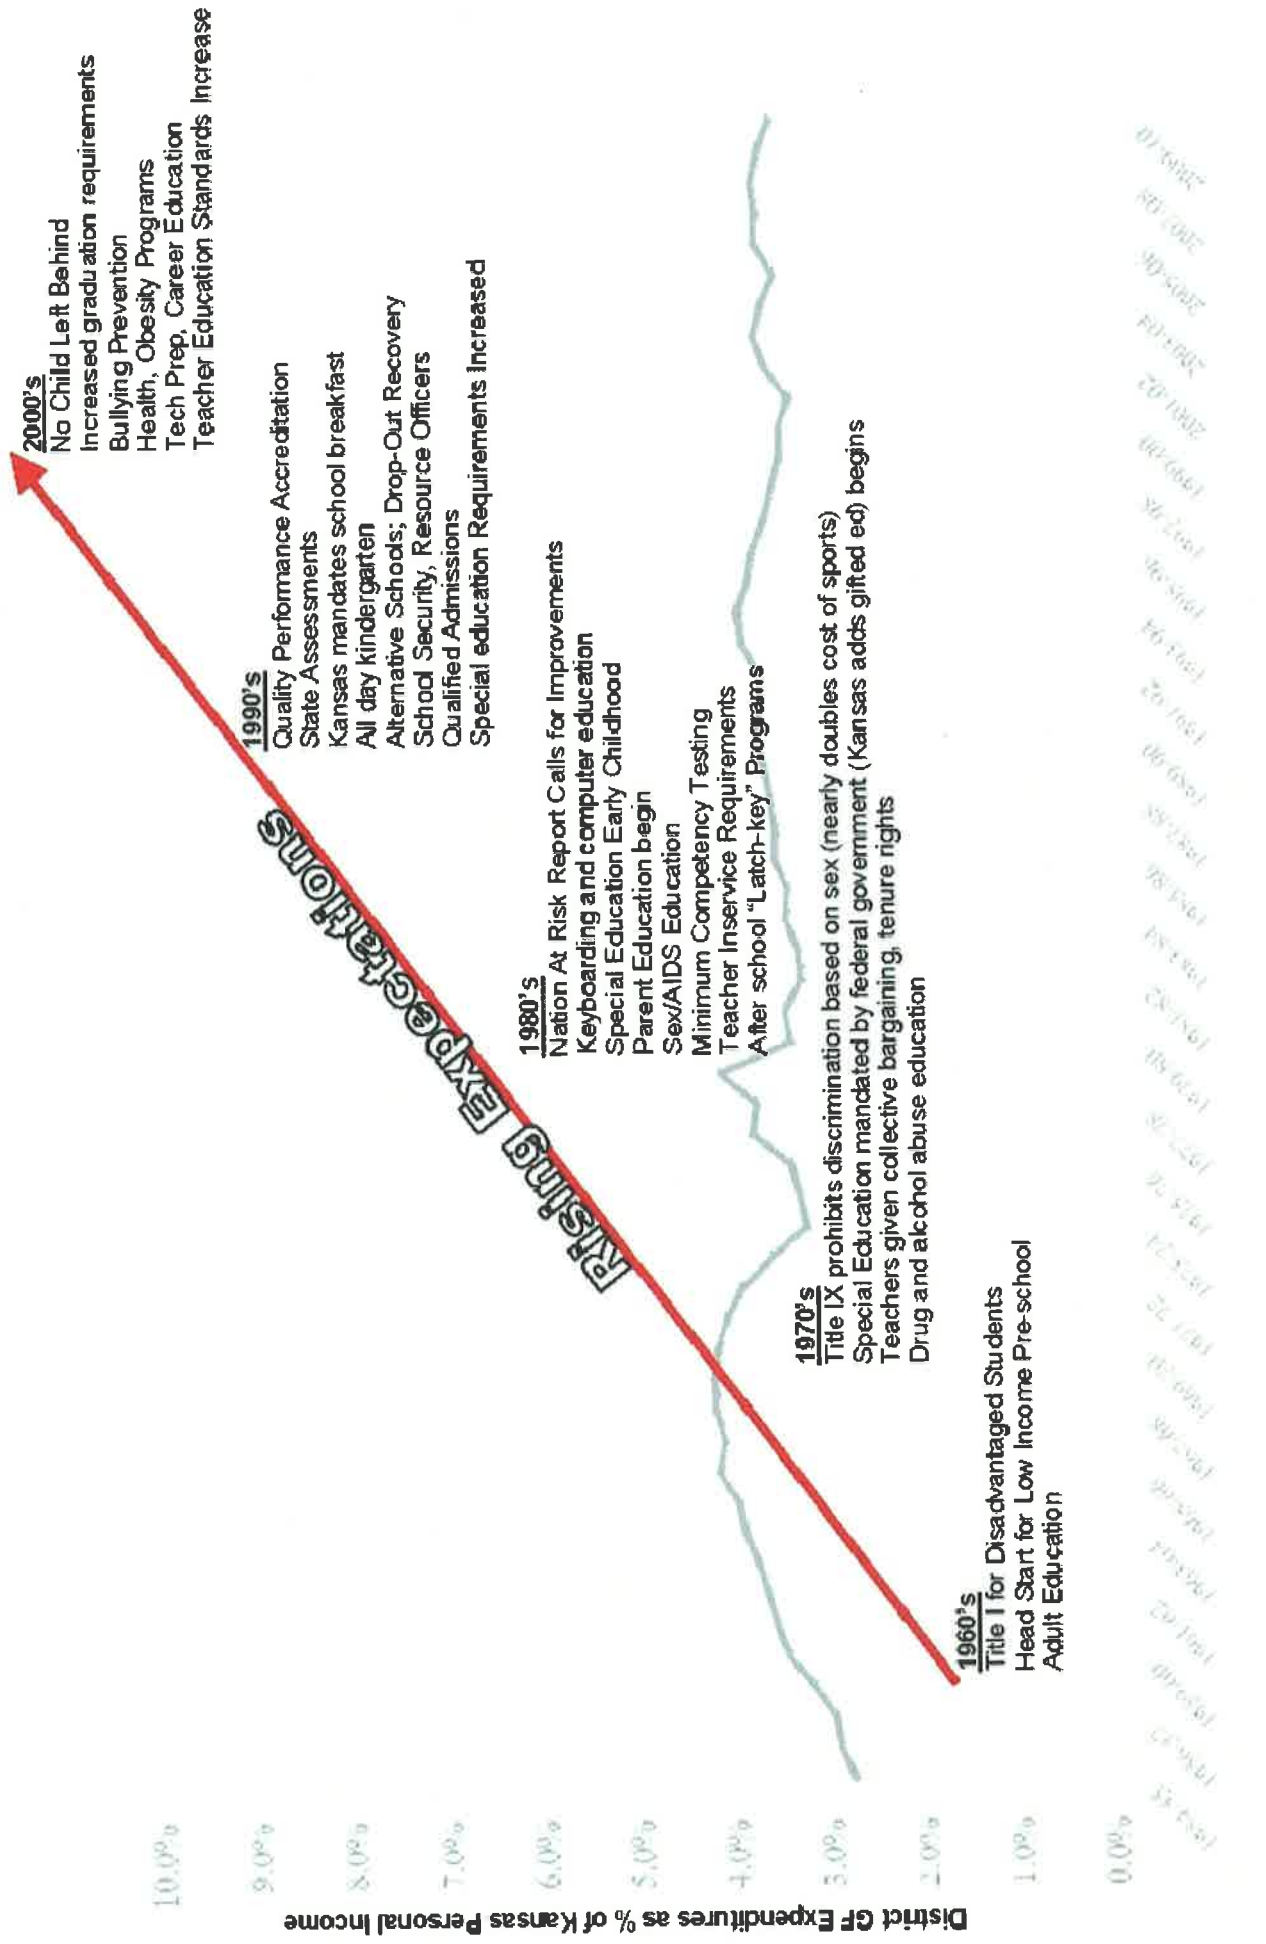 2000's
No Child Left Behind
Increased graduation requirements
Bullying Prevention
Health, Obesity Programs
Tech Prep, Career Education
Teacher Education Standards Increase
1990's
Quality Performance Accreditation
State Assessments
Kansas mandates school breakfast
All day kindergarten
Alternative Schools; Drop-Out Recovery
School Security, Resource Officers
Qualified Admissions
Special education Requirements Increased
Rising Expectations
1980's
Nation At Risk Report Calls for Improvements
Keyboarding and computer education
Special Education Early Childhood
Parent Education begin
Sex/AIDS Education
Minimum Competency Testing
Teacher Inservice Requirements
After school "Latch-key" Programs
1970's
Title IX prohibits discrimination based on sex (nearly doubles cost of sports)
Special Education mandated by federal government (Kansas adds gifted ed) begins
Teachers given collective bargaining, tenure rights
Drug and alcohol abuse education
1960's
Title I for Disadvantaged Students
Head Start for Low Income Pre-school
Adult Education
District GF Expenditures as % of Kansas Personal Income
10.0%
9.0%
8.0%
7.0%
6.0%
5.0%
4.0%
3.0%
2.0%
1.0%
0.0%